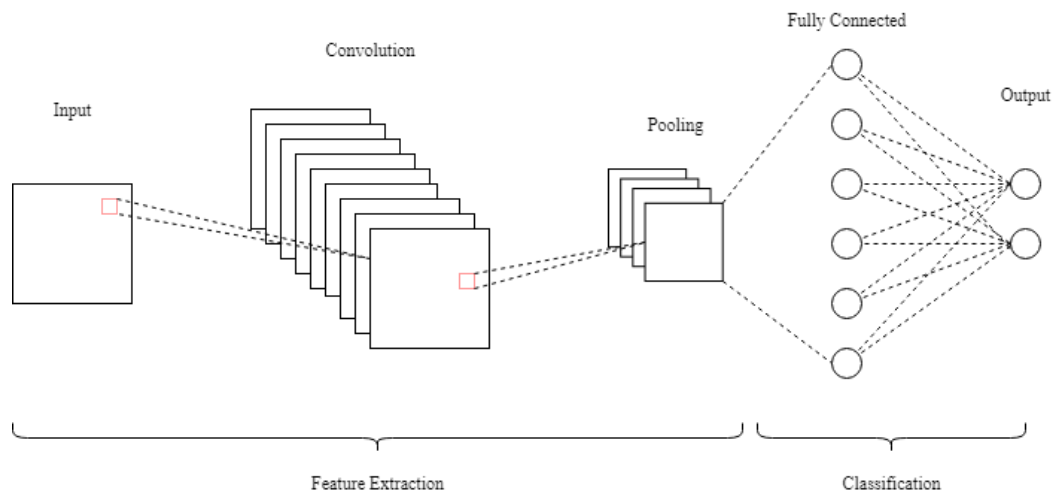 Input
Convolution
Pooling
Fully Connected
Output
Feature Extraction
Classification